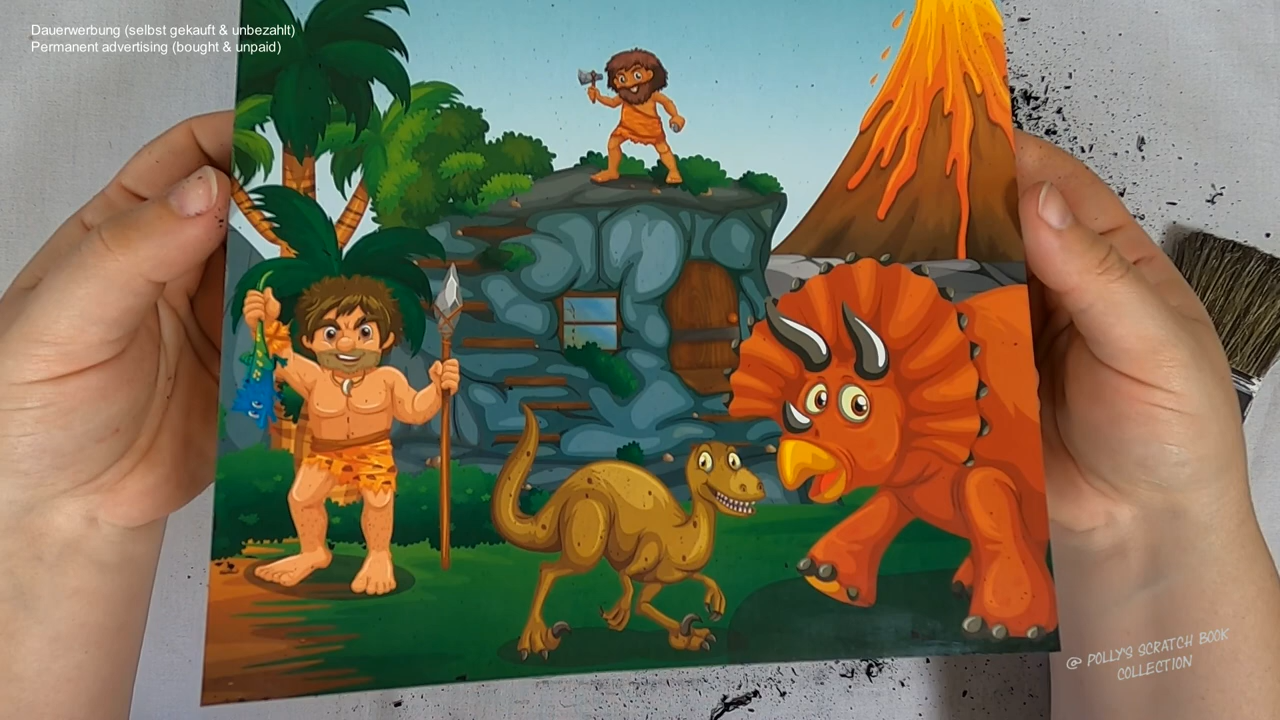 Dauerwerbung (selbst gekauft & unbezahlt)
Permanent advertising (bought & unpaid)
@ POLLY'S SCRATCH BOOK
COLLECTION